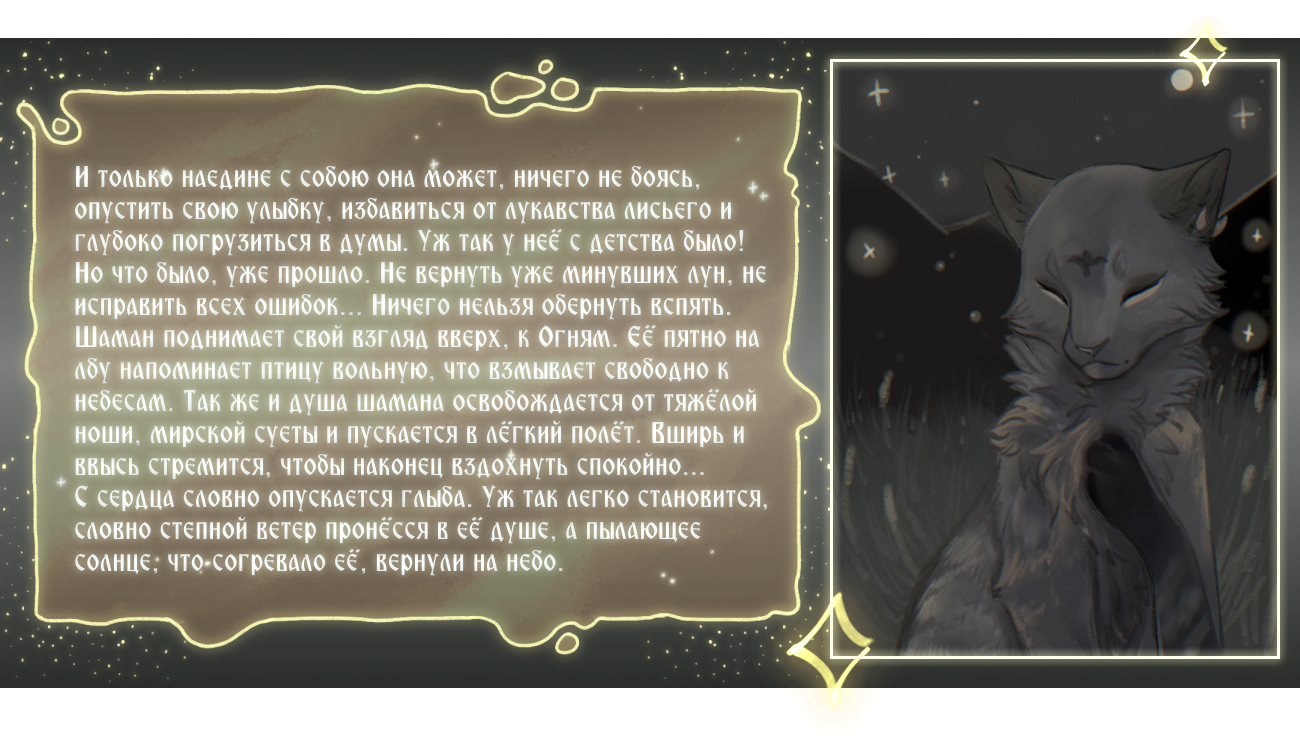 И только наедине с собою она может, ничего не боясь,
опустить свою улыбку, избавиться от лукавства лисьего и
глубоко погрузиться в думы. Уж так у неё с детства было!
Но что было, уже прошло. Не вернуть уже минувших лун, не
исправить всех ошибок... Ничего нельзя обернуть вспять.
Шаман поднимает свой взгляд вверх, к Огням. Её пятно на
лбу напоминает птицу вольную, что взмывает свободно к
небесам. Так же и душа шамана освобождается от тяжёлой
ноши, мирской суеты и пускается в лёгкий полёт. Вширь и
ввысь стремится, чтобы наконец вздохнуть спокойно...
С сердца словно опускается глыба. Уж так легко становится,
словно степной ветер пронёсся в её душе, а пылающее
солнце, что согревало её, вернули на небо.